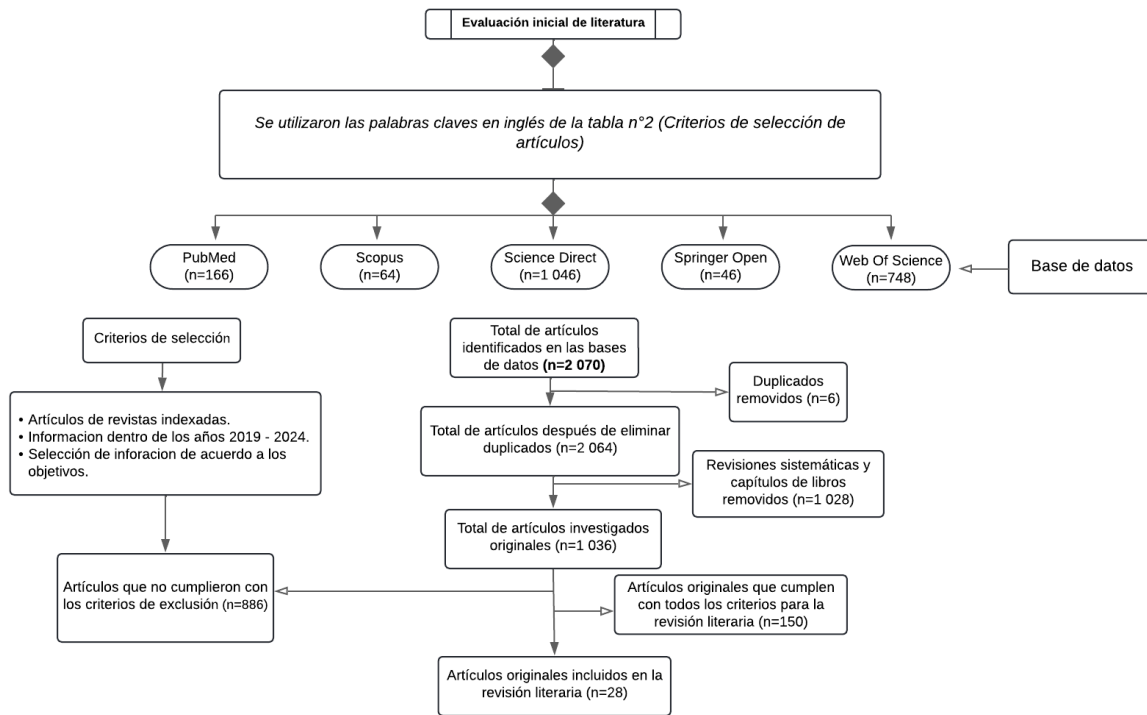 Evaluación inicial de literatura
Se utilizaron las palabras claves en inglés de la tabla n°2 (Criterios de selección de
artículos)
PubMed
(n=166)
Scopus
(n=64)
Science Direct
(n=1 046)
Springer Open
(n=46)
Web Of Science
(n=748)
Base de datos
Criterios de selección
• Artículos de revistas indexadas.
• Informacion dentro de los años 2019 - 2024.
• Selección de inforacion de acuerdo a los
objetivos.
Total de artículos
identificados en las bases
de datos (n=2 070)
Duplicados
removidos (n=6)
Total de artículos después de eliminar
duplicados (n=2 064)
Revisiones sistemáticas y
capítulos de libros
removidos (n=1 028)
Total de artículos investigados
originales (n=1 036)
Artículos que no cumplieron con
los criterios de exclusión (n=886)
Artículos originales que cumplen
con todos los criterios para la
revisión literaria (n=150)
Artículos originales incluidos en la
revisión literaria (n=28)